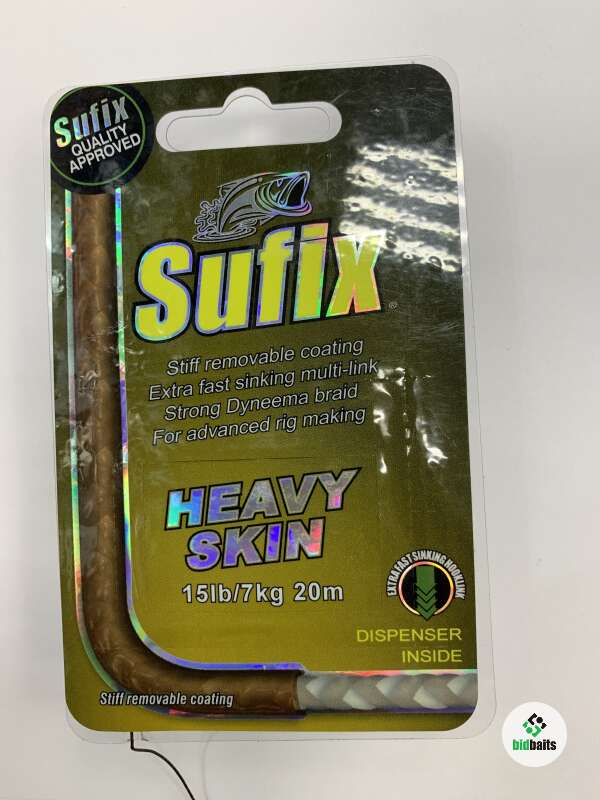 Sufix
QUALITY
APPROVED
Sufix®
Stiff removable coating
Extra fast sinking multi-link
Strong Dyneema braid
For advanced rig making
HEAVY
SKIN
15lb/7kg 20m
EXTRA FAST SINKING HOOKLINK
DISPENSER
INSIDE
Stiff removable coating
bidbaits